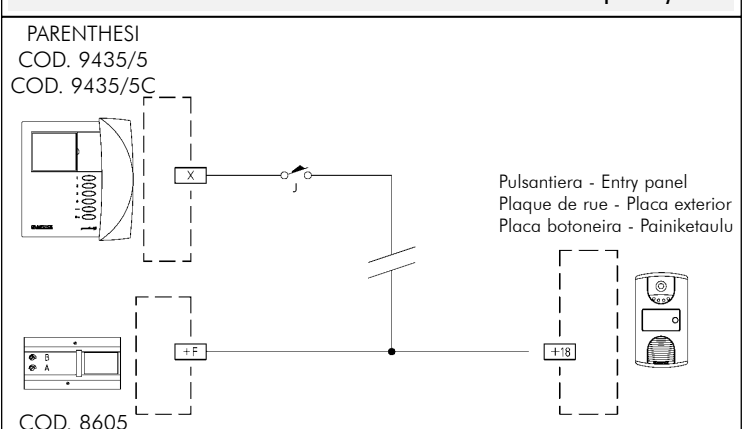 PARENTHESI
COD. 9435/5
COD. 9435/5C
X
J
Pulsantiera - Entry panel
Plaque de rue - Placa exterior
Placa botoneira - Painiketaulu
B
A
+F
+18
COD. 8605